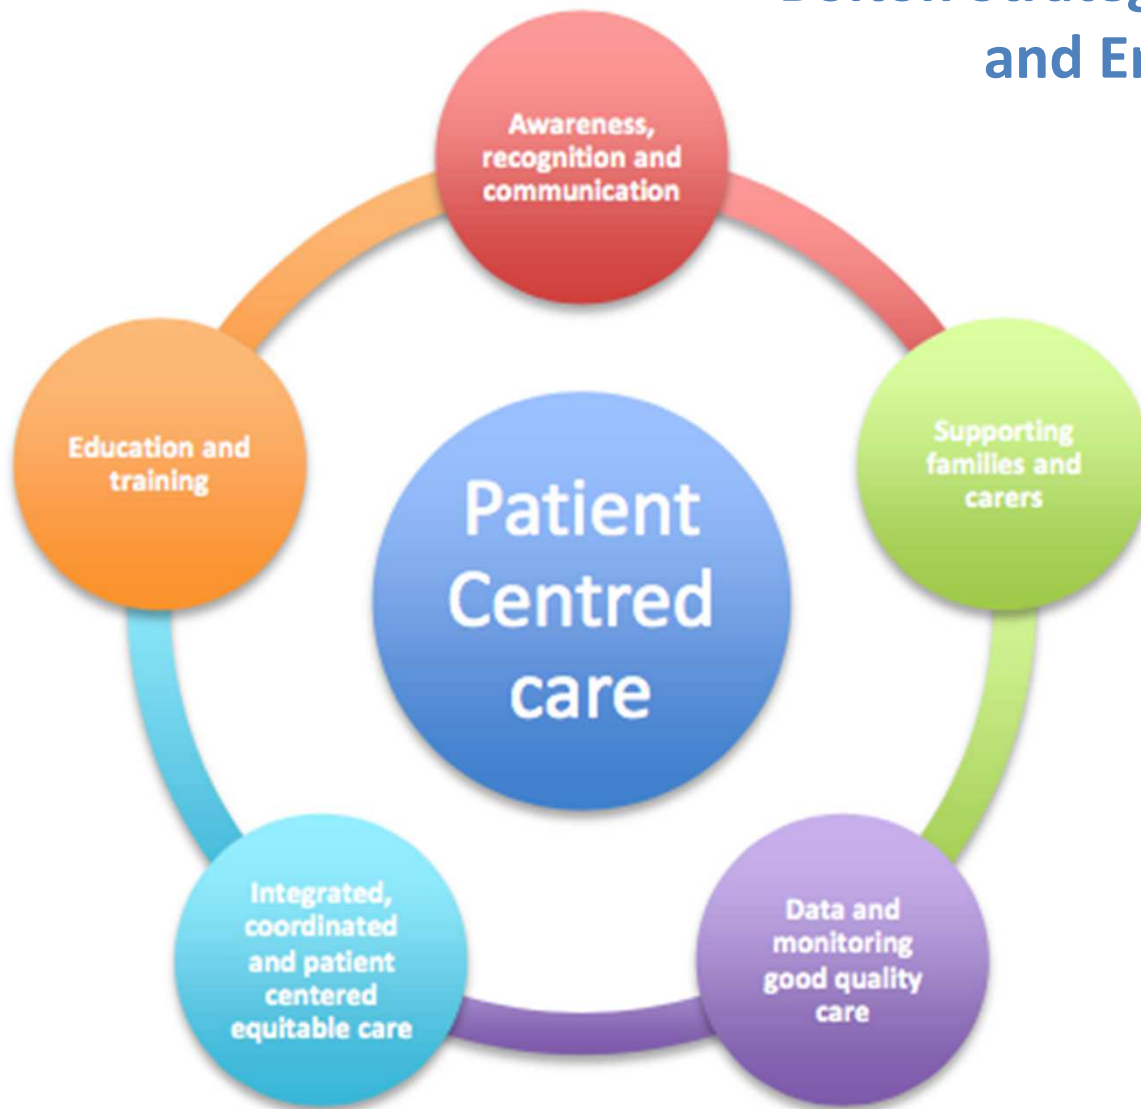 and
Awareness,
recognition and
communication
Supporting
families and
carers
Data and
monitoring
good quality
care
Integrated,
coordinated
and patient
centered
equitable care
Education and
training
Patient
Centred
care